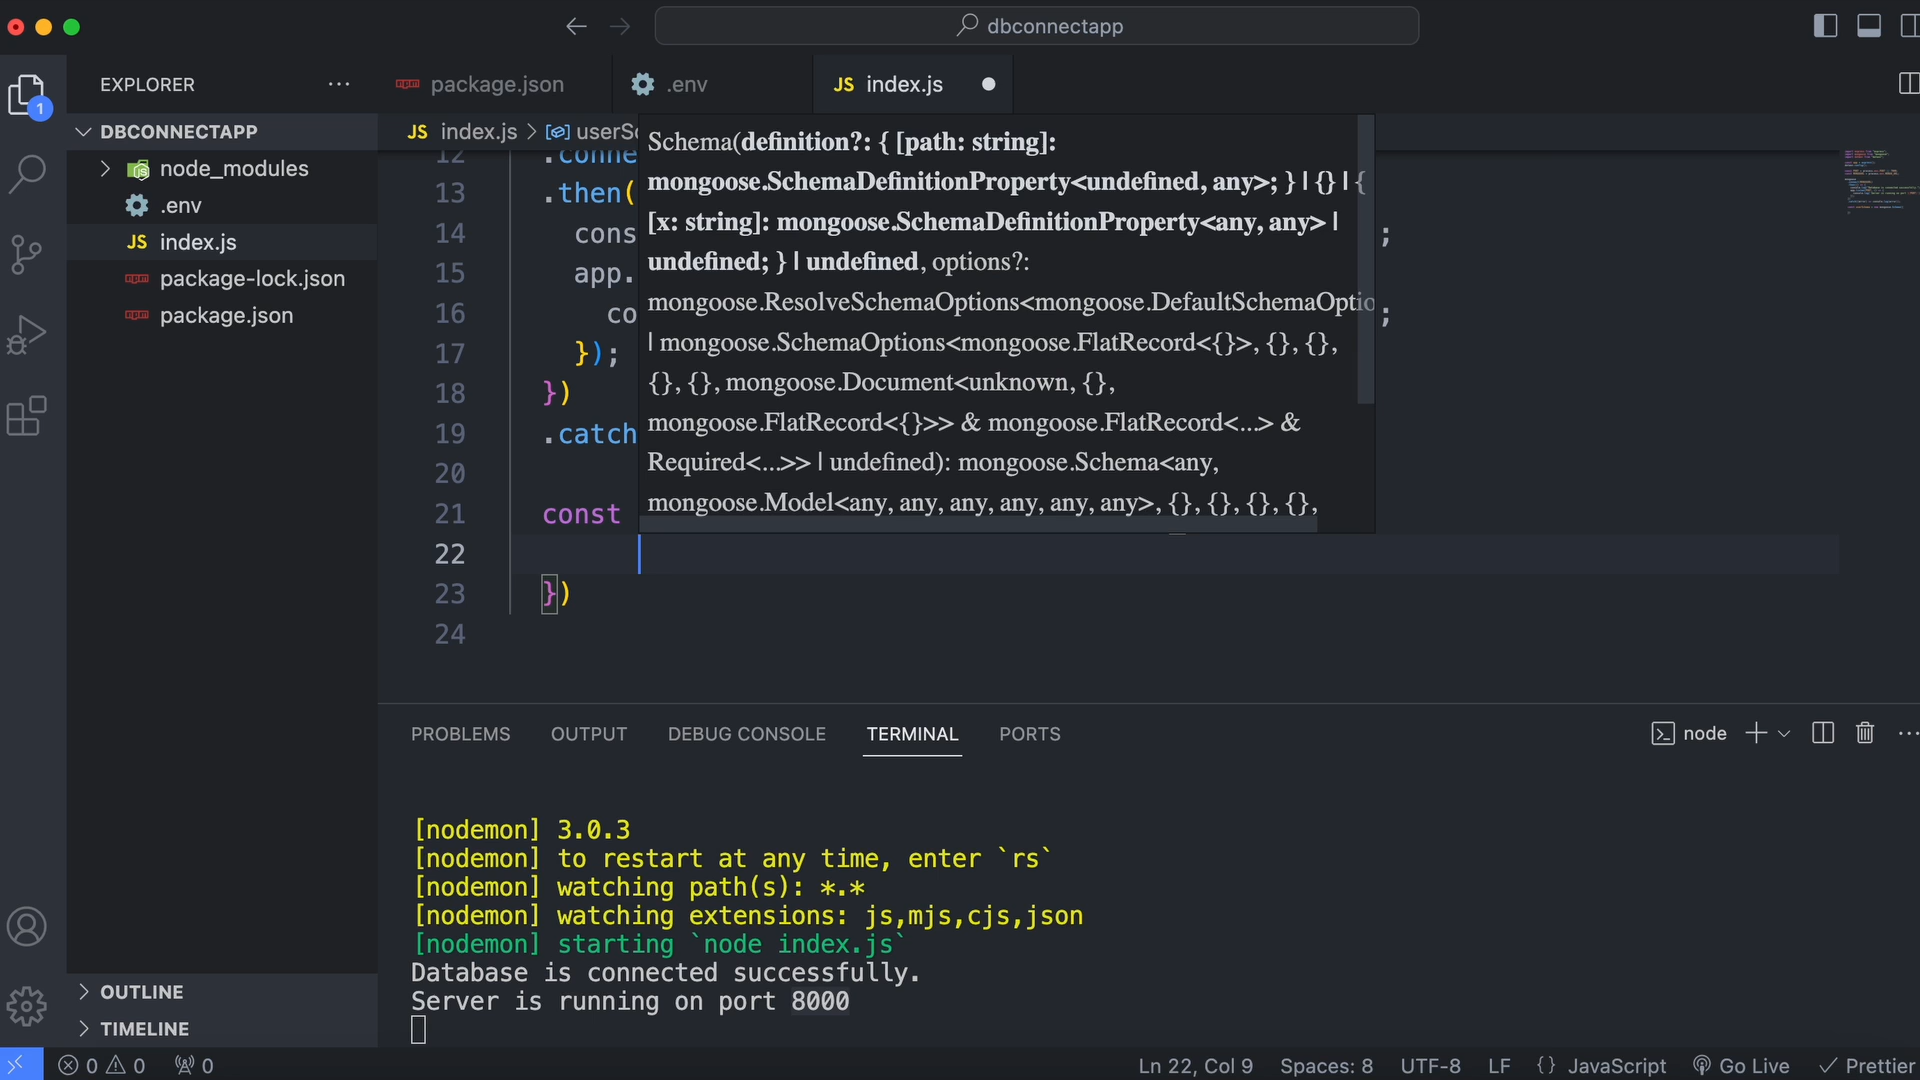 dbconnectapp
EXPLORER
package.json
.env
JS index.js
1
DBCONNECTAPP
JS index.js > userSc
node_modules
.env
JS index.js
package-lock.json
package.json
Schema(definition?: { [path: string]:
mongoose.SchemaDefinitionProperty<undefined, any>; } | {} | {
[x: string]: mongoose.SchemaDefinitionProperty<any, any> |
undefined; } | undefined, options?:
mongoose.ResolveSchemaOptions<mongoose.DefaultSchemaOptio
| mongoose.SchemaOptions<mongoose.FlatRecord<{}>, {}, {},
{}, {}, mongoose.Document<unknown, {},
mongoose.FlatRecord<{}>> & mongoose.FlatRecord<...> &
Required<...>> | undefined): mongoose.Schema<any,
mongoose.Model<any, any, any, any, any, any>, {}, {}, {}, {},
12 .conne
13 .then(
14 cons ;
15 app.
16 co ;
17 });
18 })
19 .catch
20
21 const
22
23 })
24
PROBLEMS OUTPUT DEBUG CONSOLE TERMINAL PORTS
node
[nodemon] 3.0.3
[nodemon] to restart at any time, enter `rs`
[nodemon] watching path(s): *.*
[nodemon] watching extensions: js,mjs,cjs,json
[nodemon] starting `node index.js`
Database is connected successfully.
Server is running on port 8000
OUTLINE
TIMELINE
0 0 0
Ln 22, Col 9 Spaces: 8 UTF-8 LF {} JavaScript Go Live Prettier